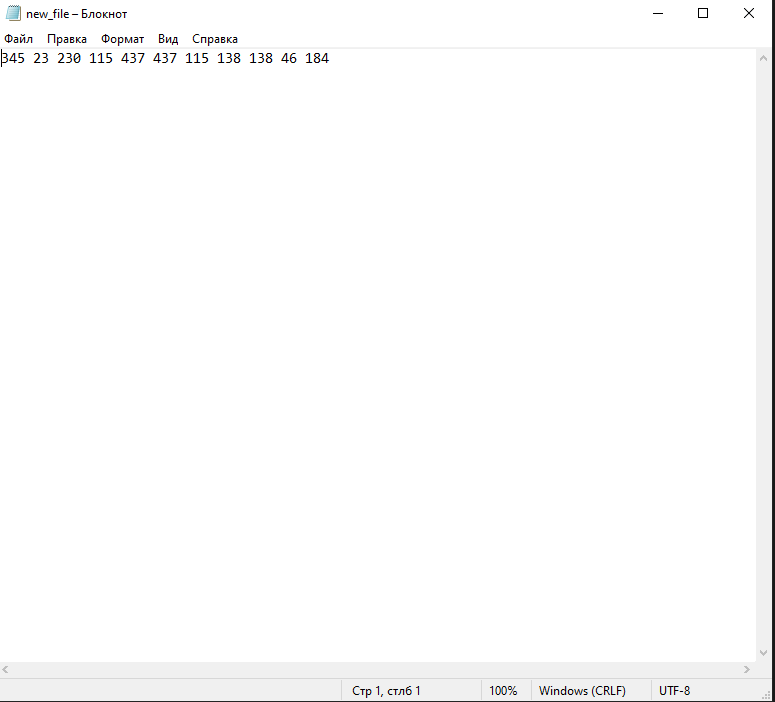 new_file – Блокнот
Файл Правка Формат Вид Справка
345 23 230 115 437 437 115 138 138 46 184
Стр 1, стлб 1 100% Windows (CRLF) UTF-8